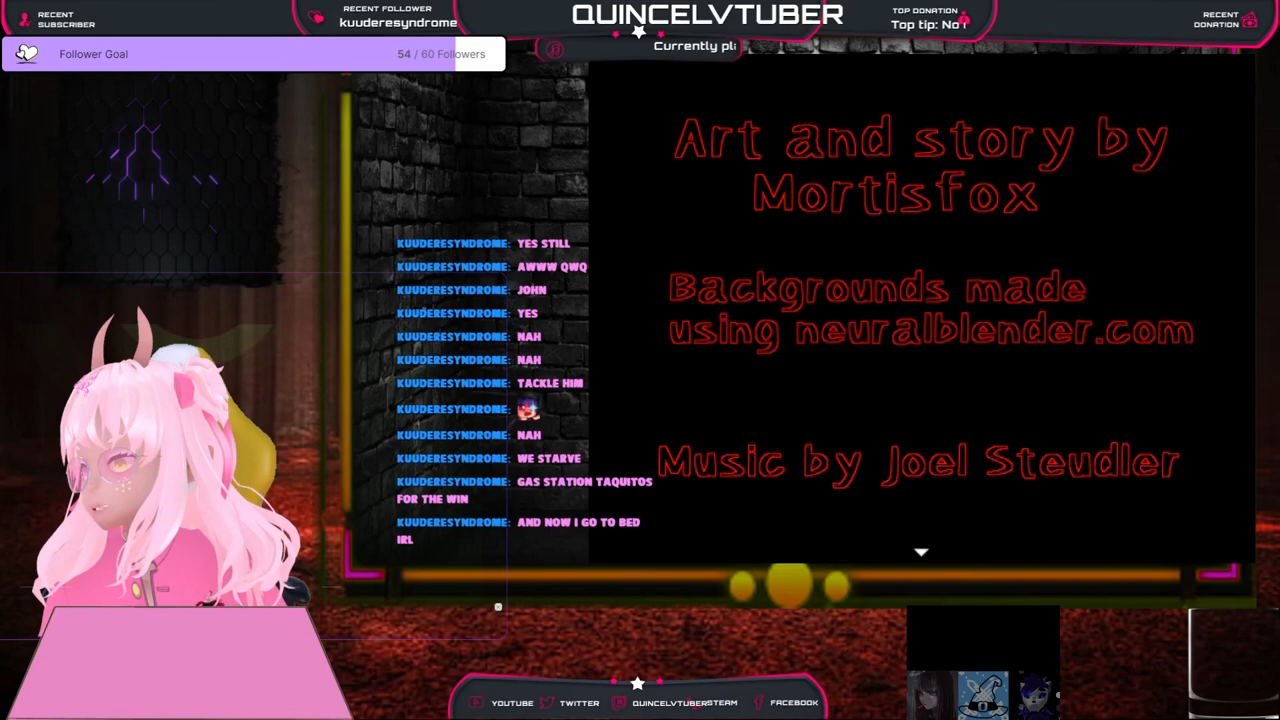 RECENT
SUBSCRIBER
RECENT FOLLOWER
kuuderesyndrome
QUINCELVTUBER
TOP DONATION
Top tip: No
RECENT
DONATION
Follower Goal
54 / 60 Followers
Currently pl
Art and story by
MortisFox
Backgrounds made
using neuralblender.com
Music by Joel Steudler
KUUDERESYNDROME: YES STILL
KUUDERESYNDROME: AWWW QWQ
KUUDERESYNDROME: JOHN
KUUDERESYNDROME: YES
KUUDERESYNDROME: NAH
KUUDERESYNDROME: NAH
KUUDERESYNDROME: TACKLE HIM
KUUDERESYNDROME:
KUUDERESYNDROME: NAH
KUUDERESYNDROME: WE STARVE
KUUDERESYNDROME: GAS STATION TAQUITOS
FOR THE WIN
KUUDERESYNDROME: AND NOW I GO TO BED
IRL
YOUTUBE
TWITTER
QUINCELVTUBER
STEAM
FACEBOOK